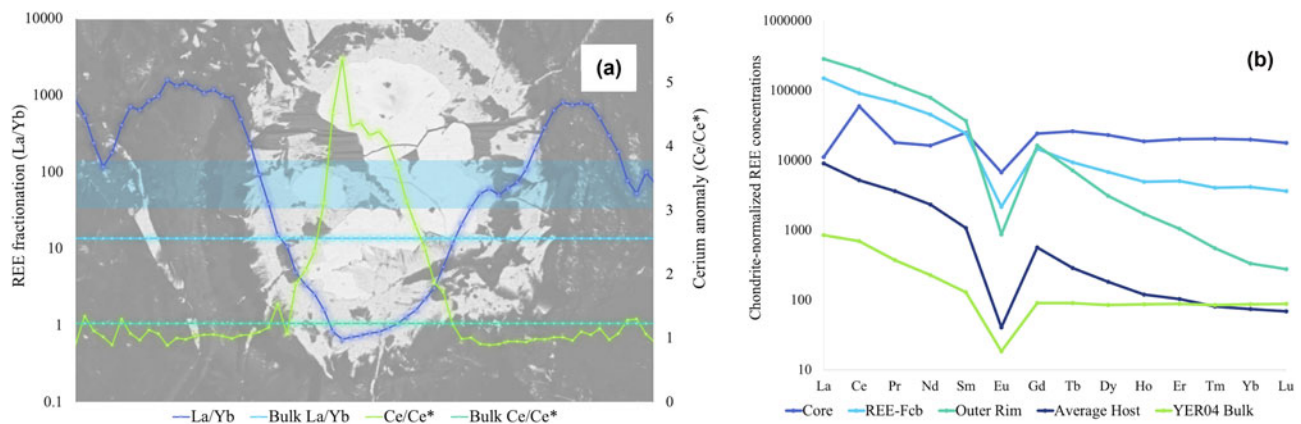 10000
1000
100
10
1
0.1
REE fractionation (La/Yb)
6
5
4
3
2
1
0
Cerium anomaly (Ce/Ce*)
(a)
La/Yb Bulk La/Yb Ce/Ce* Bulk Ce/Ce*
1000000
100000
10000
1000
100
10
Chondrite-normalized REE concentrations
(b)
La Ce Pr Nd Sm Eu Gd Tb Dy Ho Er Tm Yb Lu
Core REE-Fcb Outer Rim Average Host YER04 Bulk